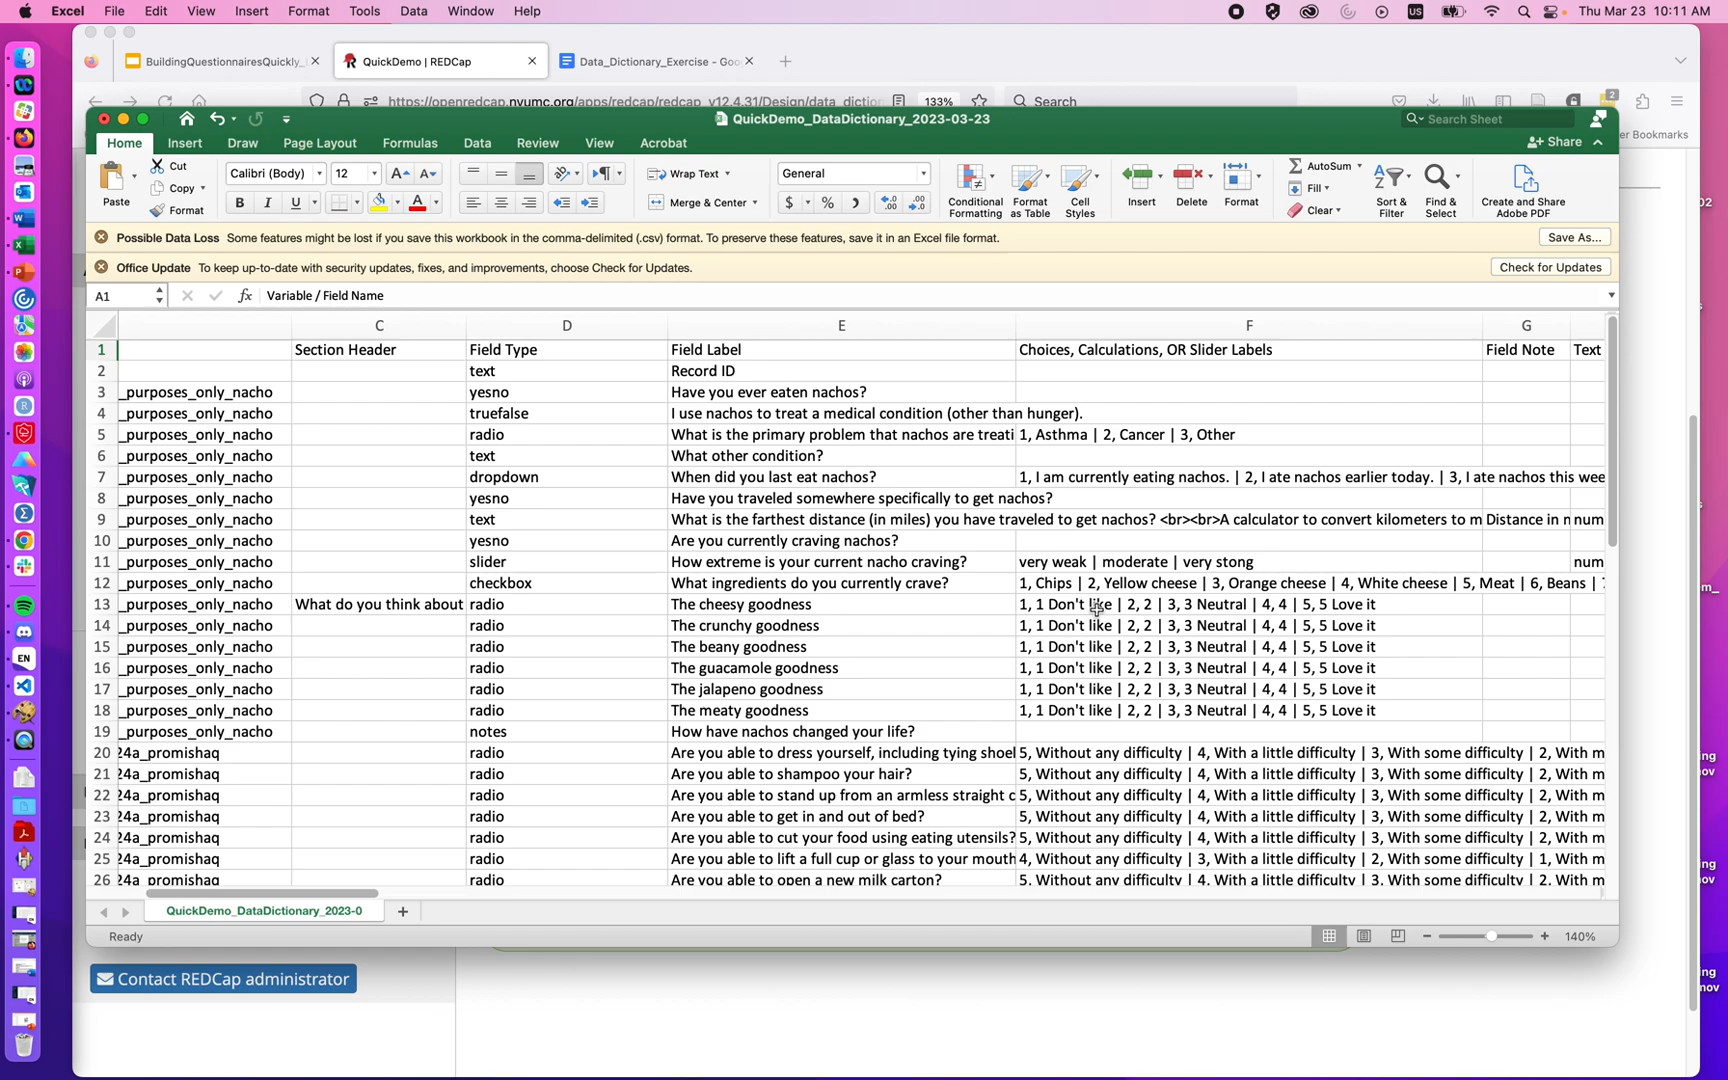 Excel File Edit View Insert Format Tools Data Window Help US Thu Mar 23 10:11 AM
BuildingQuestionnairesQuickly_ QuickDemo | REDCap Data_Dictionary_Exercise - Goo
https://openredcap.nyumc.org/apps/redcap/redcap_v12.4.31/Design/data_diction 133% Search 2
QuickDemo_DataDictionary_2023-03-23 Search Sheet er Bookmarks
Home Insert Draw Page Layout Formulas Data Review View Acrobat Share
Paste Cut Copy Format Calibri (Body) 12 B I U Wrap Text Merge & Center General $ % Conditional Formatting Format as Table Cell Styles Insert Delete Format AutoSum Fill Clear Sort & Filter Find & Select Create and Share Adobe PDF
Possible Data Loss Some features might be lost if you save this workbook in the comma-delimited (.csv) format. To preserve these features, save it in an Excel file format. Save As...
Office Update To keep up-to-date with security updates, fixes, and improvements, choose Check for Updates. Check for Updates
A1 fx Variable / Field Name
C D E F G
1 Section Header Field Type Field Label Choices, Calculations, OR Slider Labels Field Note Text
2 text Record ID
3 _purposes_only_nacho yesno Have you ever eaten nachos?
4 _purposes_only_nacho truefalse I use nachos to treat a medical condition (other than hunger).
5 _purposes_only_nacho radio What is the primary problem that nachos are treati 1, Asthma | 2, Cancer | 3, Other
6 _purposes_only_nacho text What other condition?
7 _purposes_only_nacho dropdown When did you last eat nachos? 1, I am currently eating nachos. | 2, I ate nachos earlier today. | 3, I ate nachos this wee
8 _purposes_only_nacho yesno Have you traveled somewhere specifically to get nachos?
9 _purposes_only_nacho text What is the farthest distance (in miles) you have traveled to get nachos? <br><br>A calculator to convert kilometers to m Distance in n num
10 _purposes_only_nacho yesno Are you currently craving nachos?
11 _purposes_only_nacho slider How extreme is your current nacho craving? very weak | moderate | very stong num
12 _purposes_only_nacho checkbox What ingredients do you currently crave? 1, Chips | 2, Yellow cheese | 3, Orange cheese | 4, White cheese | 5, Meat | 6, Beans | 7
13 _purposes_only_nacho What do you think about radio The cheesy goodness 1, 1 Don't like | 2, 2 | 3, 3 Neutral | 4, 4 | 5, 5 Love it
14 _purposes_only_nacho radio The crunchy goodness 1, 1 Don't like | 2, 2 | 3, 3 Neutral | 4, 4 | 5, 5 Love it
15 _purposes_only_nacho radio The beany goodness 1, 1 Don't like | 2, 2 | 3, 3 Neutral | 4, 4 | 5, 5 Love it
16 _purposes_only_nacho radio The guacamole goodness 1, 1 Don't like | 2, 2 | 3, 3 Neutral | 4, 4 | 5, 5 Love it
17 _purposes_only_nacho radio The jalapeno goodness 1, 1 Don't like | 2, 2 | 3, 3 Neutral | 4, 4 | 5, 5 Love it
18 _purposes_only_nacho radio The meaty goodness 1, 1 Don't like | 2, 2 | 3, 3 Neutral | 4, 4 | 5, 5 Love it
19 _purposes_only_nacho notes How have nachos changed your life?
20 24a_promishaq radio Are you able to dress yourself, including tying shoel 5, Without any difficulty | 4, With a little difficulty | 3, With some difficulty | 2, With m
21 24a_promishaq radio Are you able to shampoo your hair? 5, Without any difficulty | 4, With a little difficulty | 3, With some difficulty | 2, With m
22 24a_promishaq radio Are you able to stand up from an armless straight c 5, Without any difficulty | 4, With a little difficulty | 3, With some difficulty | 2, With m
23 24a_promishaq radio Are you able to get in and out of bed? 5, Without any difficulty | 4, With a little difficulty | 3, With some difficulty | 2, With m
24 24a_promishaq radio Are you able to cut your food using eating utensils? 5, Without any difficulty | 4, With a little difficulty | 3, With some difficulty | 2, With m
25 24a_promishaq radio Are you able to lift a full cup or glass to your mouth 4, Without any difficulty | 3, With a little difficulty | 2, With some difficulty | 1, With m
26 24a_promishaq radio Are you able to open a new milk carton? 5, Without any difficulty | 4, With a little difficulty | 3, With some difficulty | 2, With m
QuickDemo_DataDictionary_2023-0
Ready 140%
Contact REDCap administrator